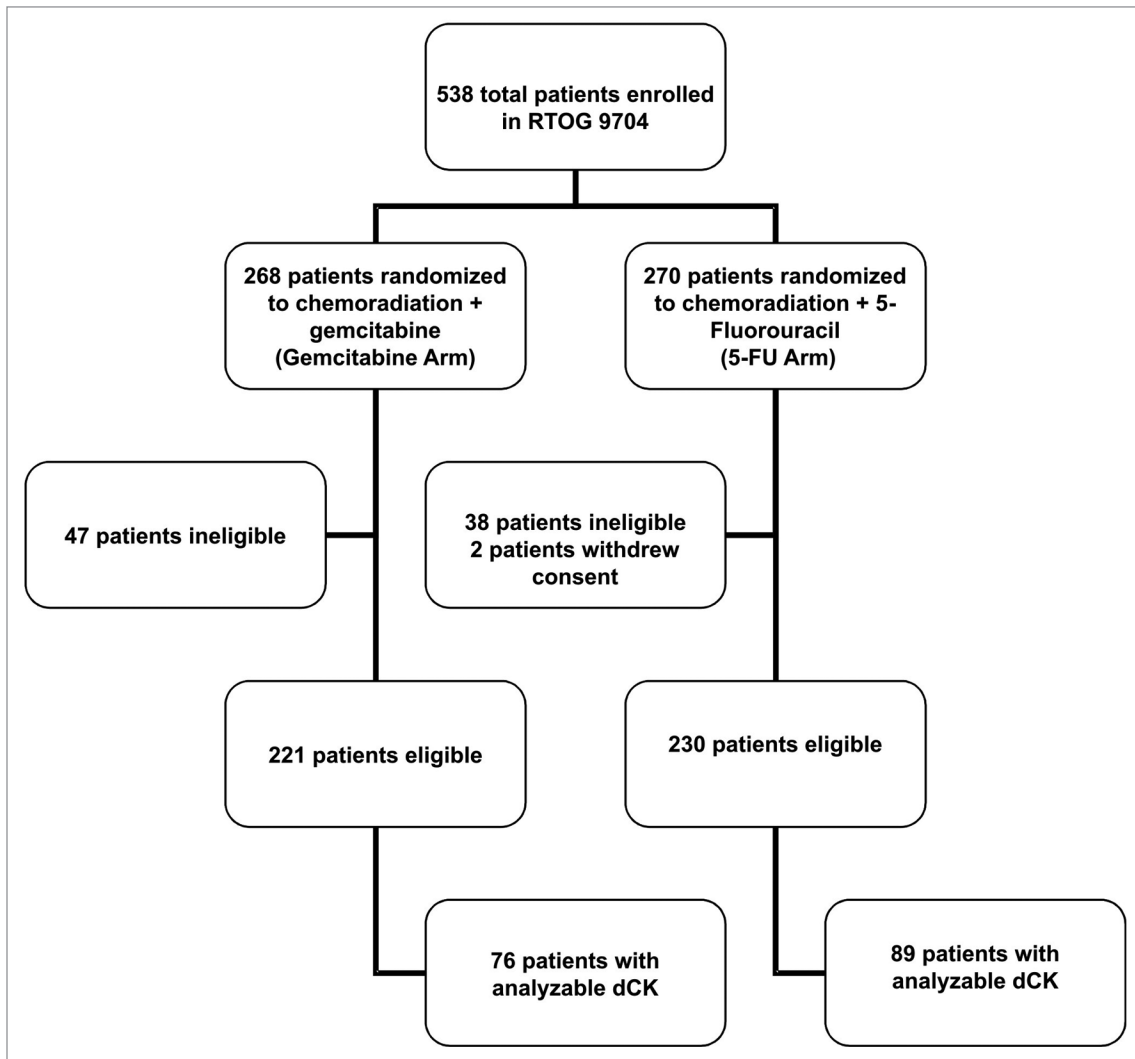 538 total patients enrolled
in RTOG 9704
268 patients randomized
to chemoradiation +
gemcitabine
(Gemcitabine Arm)
270 patients randomized
to chemoradiation + 5-
Fluorouracil
(5-FU Arm)
47 patients ineligible
38 patients ineligible
2 patients withdrew
consent
221 patients eligible
230 patients eligible
76 patients with
analyzable dCK
89 patients with
analyzable dCK